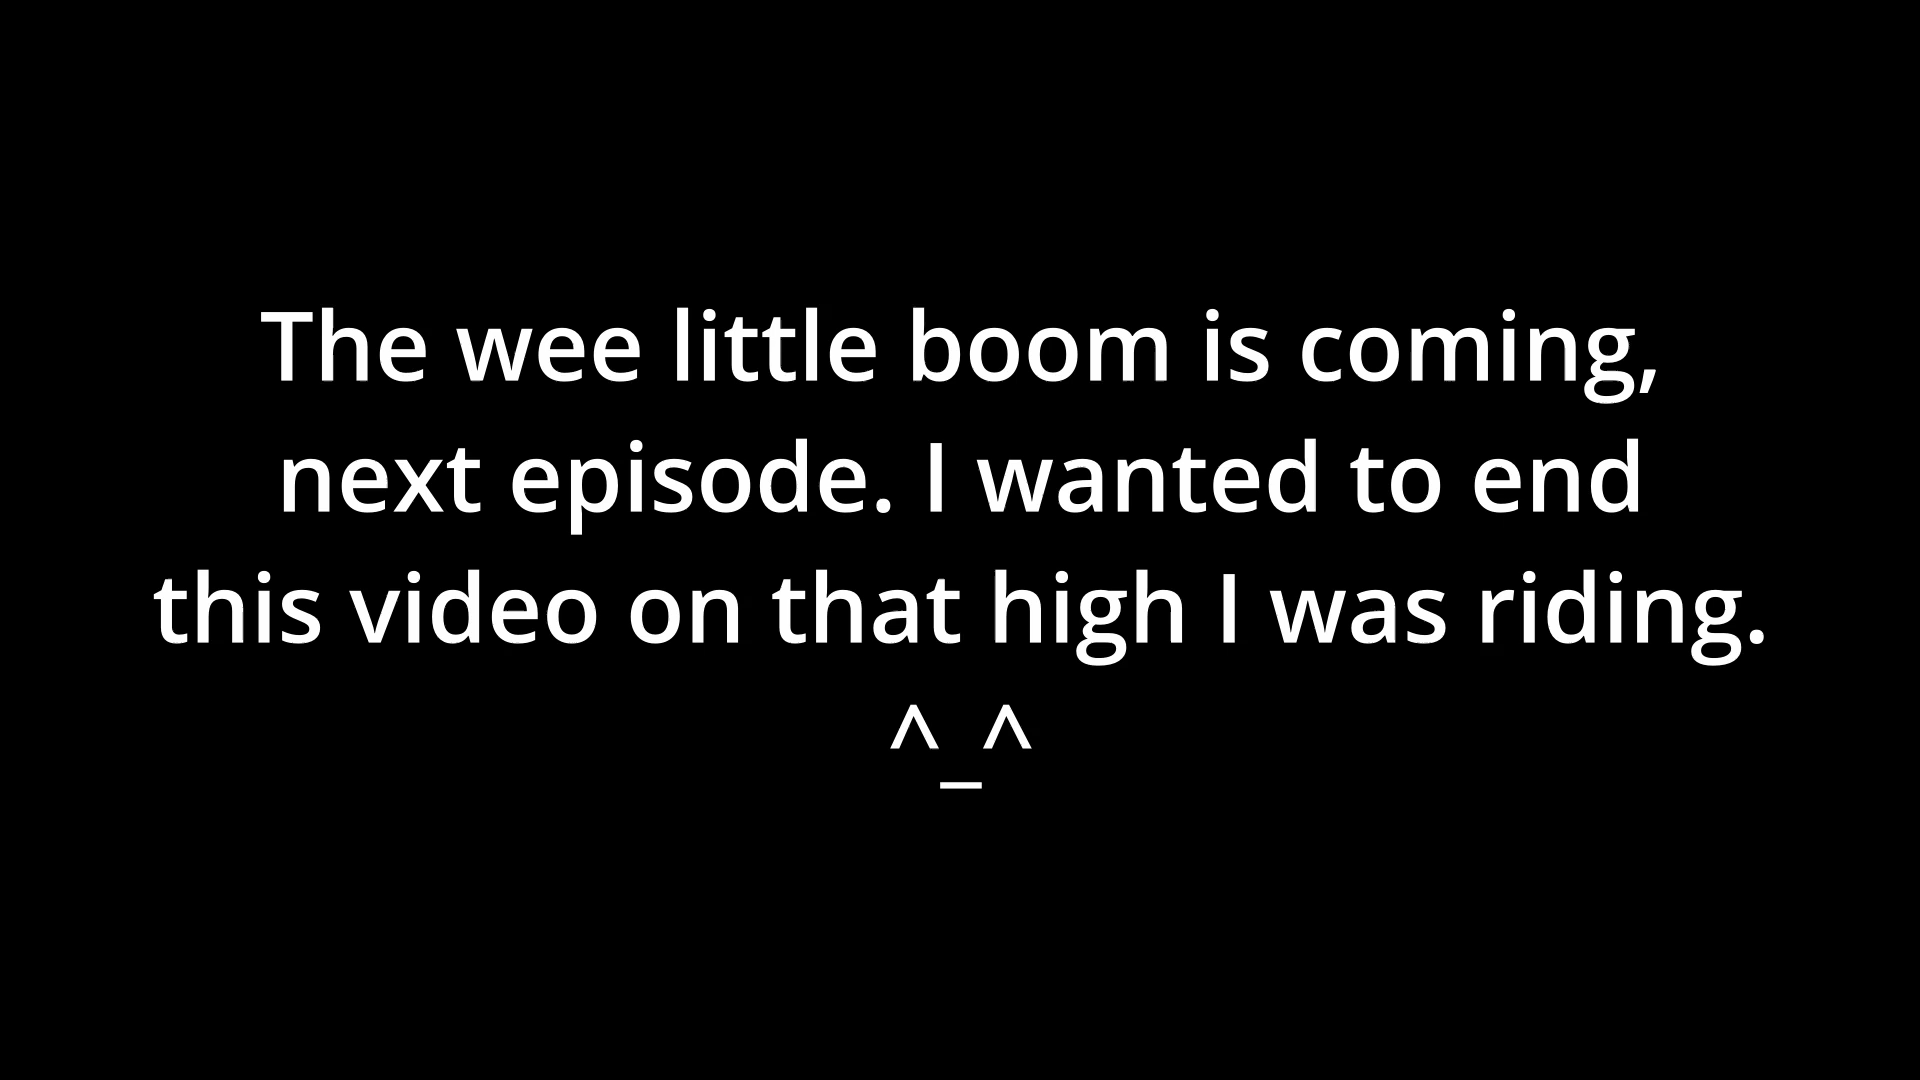 The wee little boom is coming,
next episode. I wanted to end
this video on that high I was riding.
^_^